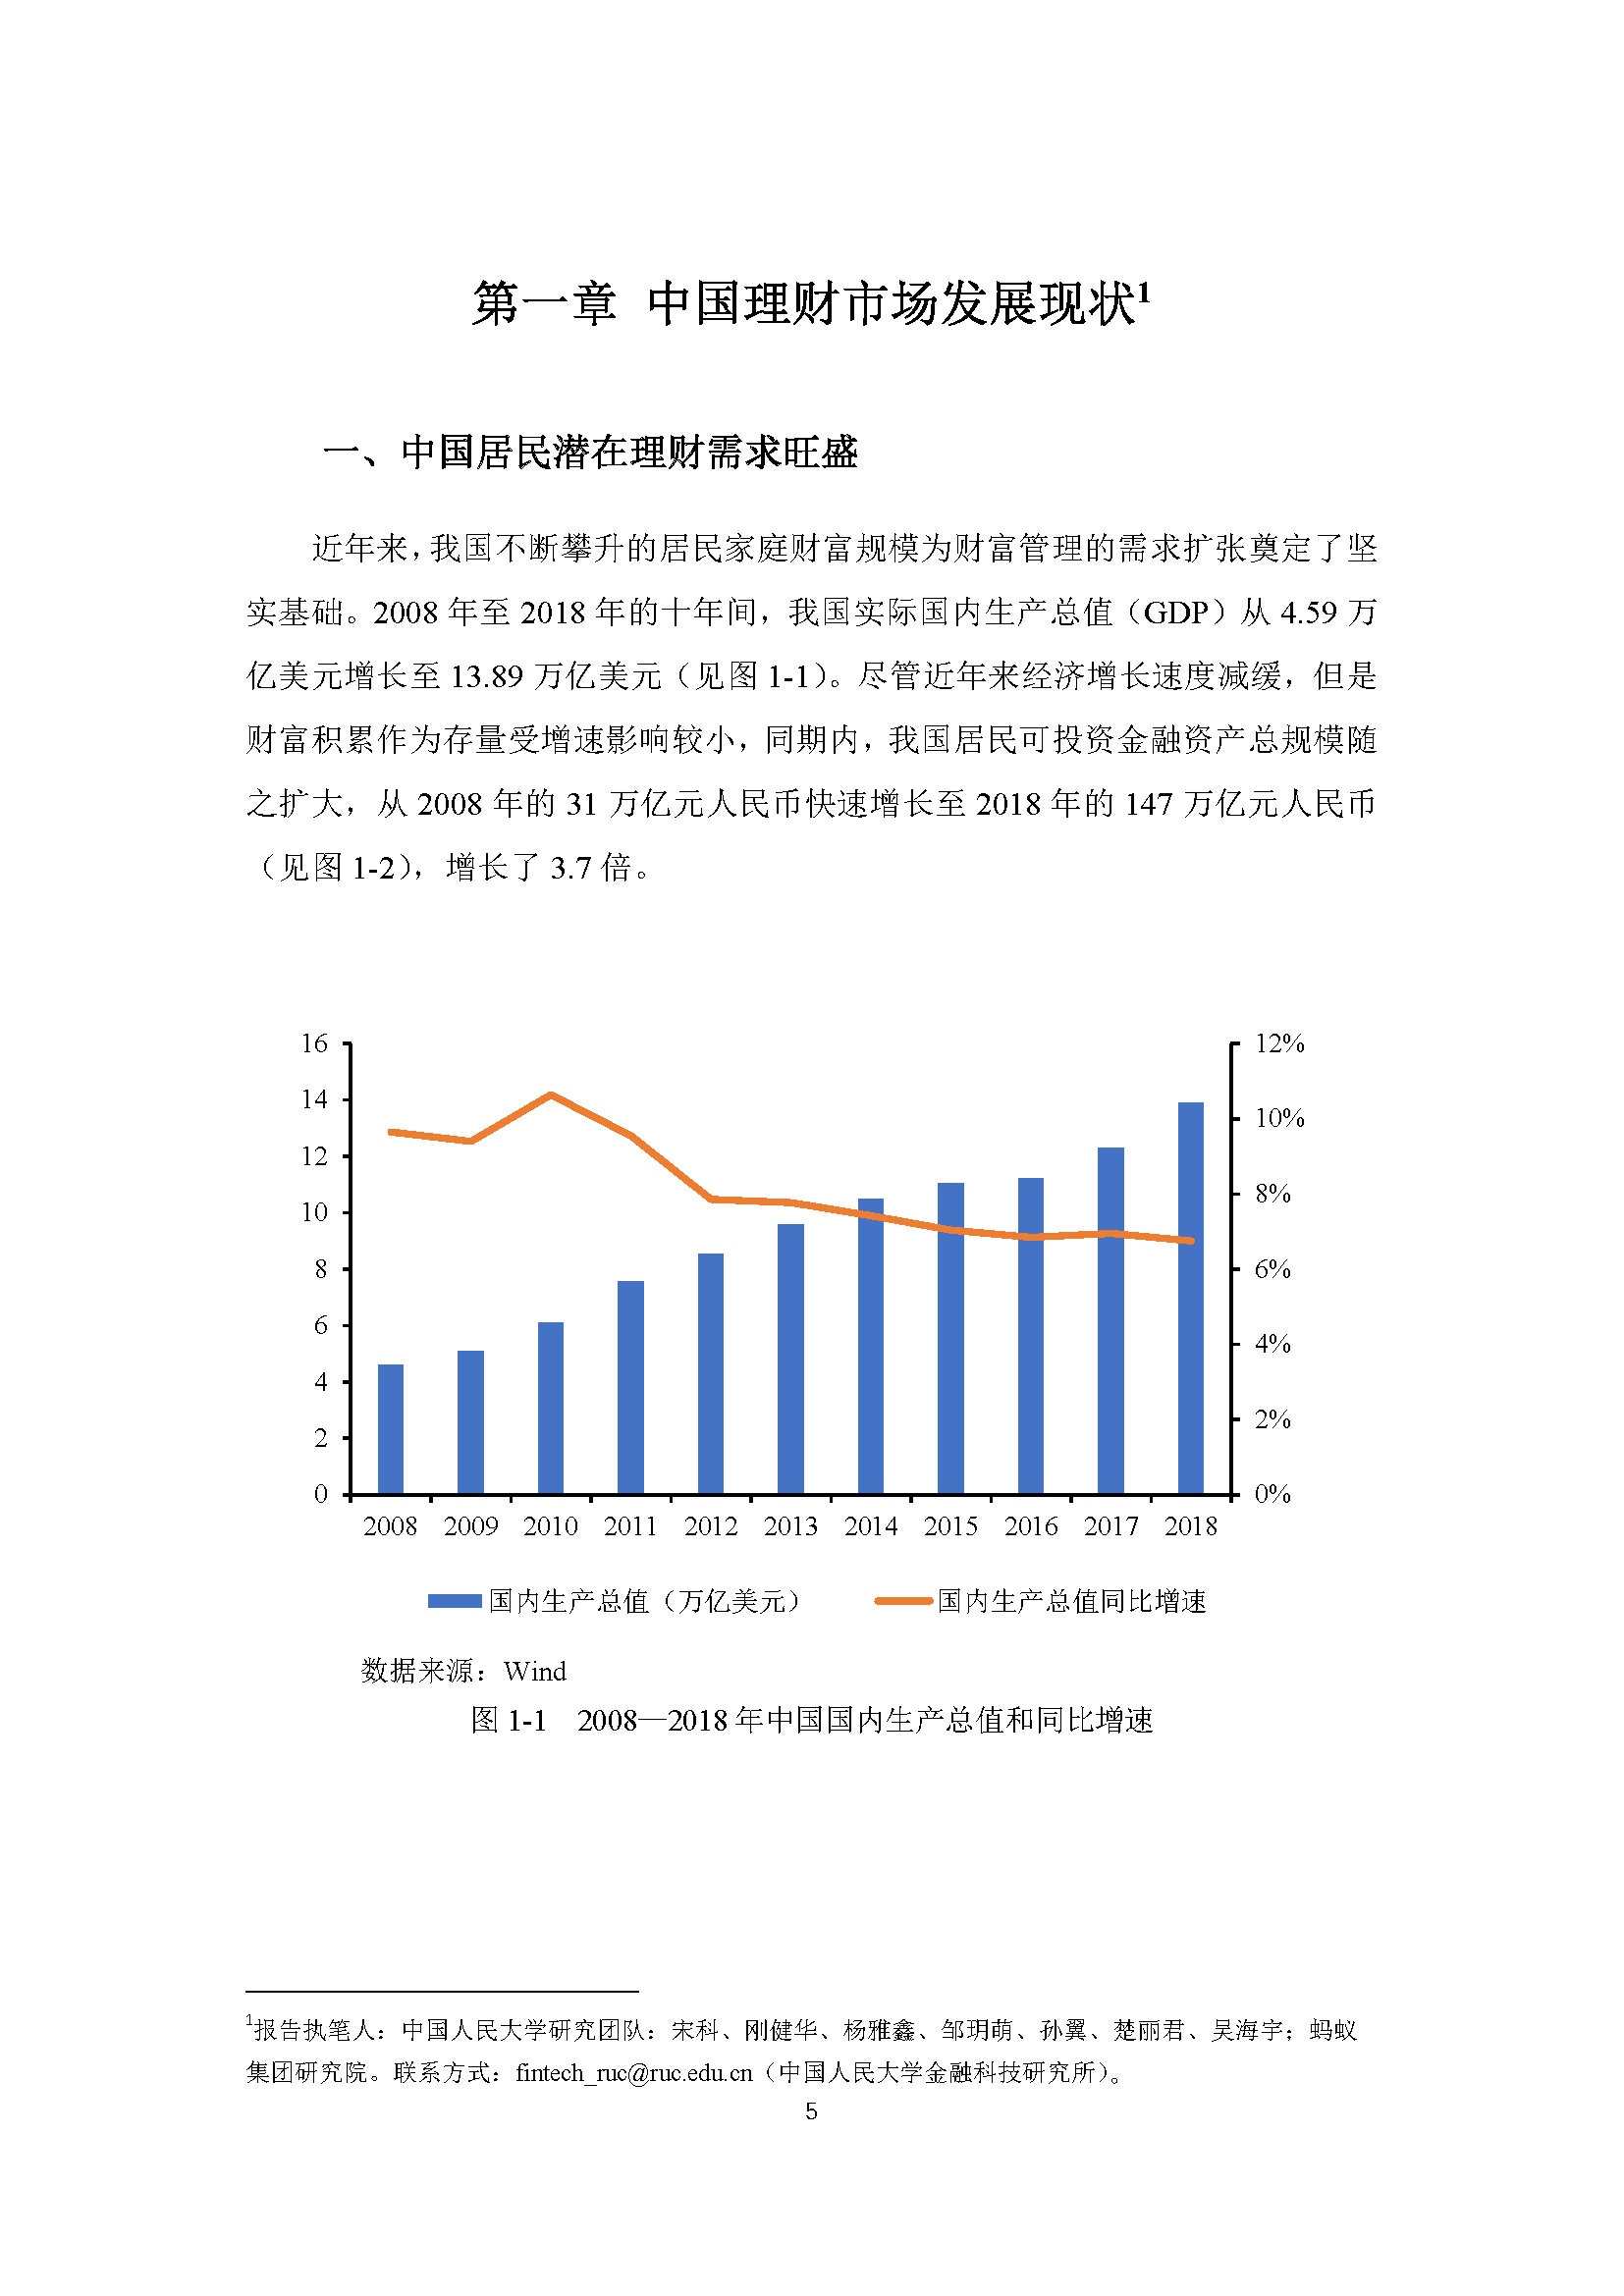 第一章 中国理财市场发展现状1
一、中国居民潜在理财需求旺盛
近年来，我国不断攀升的居民家庭财富规模为财富管理的需求扩张奠定了坚
实基础。2008 年至 2018 年的十年间，我国实际国内生产总值（GDP）从 4.59 万
亿美元增长至 13.89 万亿美元（见图 1-1）。尽管近年来经济增长速度减缓，但是
财富积累作为存量受增速影响较小，同期内，我国居民可投资金融资产总规模随
之扩大，从 2008 年的 31 万亿元人民币快速增长至 2018 年的 147 万亿元人民币
（见图 1-2），增长了 3.7 倍。
16 12%
14 10%
12
10 8%
8 6%
6 4%
4
2 2%
0 0%
2008 2009 2010 2011 2012 2013 2014 2015 2016 2017 2018
国内生产总值（万亿美元） 国内生产总值同比增速
数据来源：Wind
图 1-1 2008—2018 年中国国内生产总值和同比增速
1报告执笔人：中国人民大学研究团队：宋科、刚健华、杨雅鑫、邹玥萌、孙翼、楚丽君、吴海宇；蚂蚁
集团研究院。联系方式：fintech_ruc@ruc.edu.cn（中国人民大学金融科技研究所）。
5